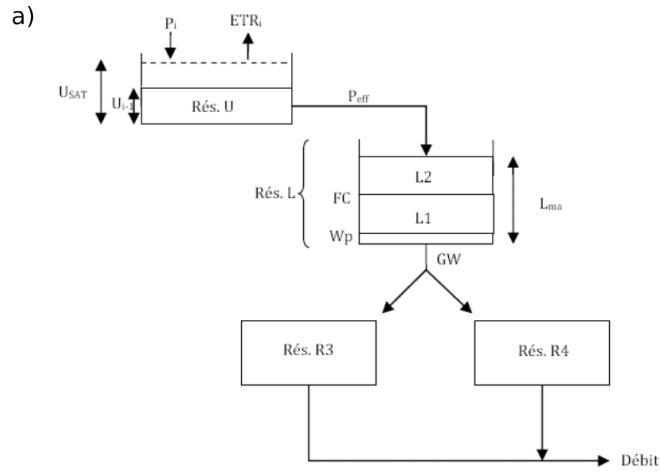 a)
Pi
ETRi
USAT
Ui-1
Rés. U
Peff
Rés. L
L2
FC
L1
Lma
Wp
GW
Rés. R3
Rés. R4
Débit